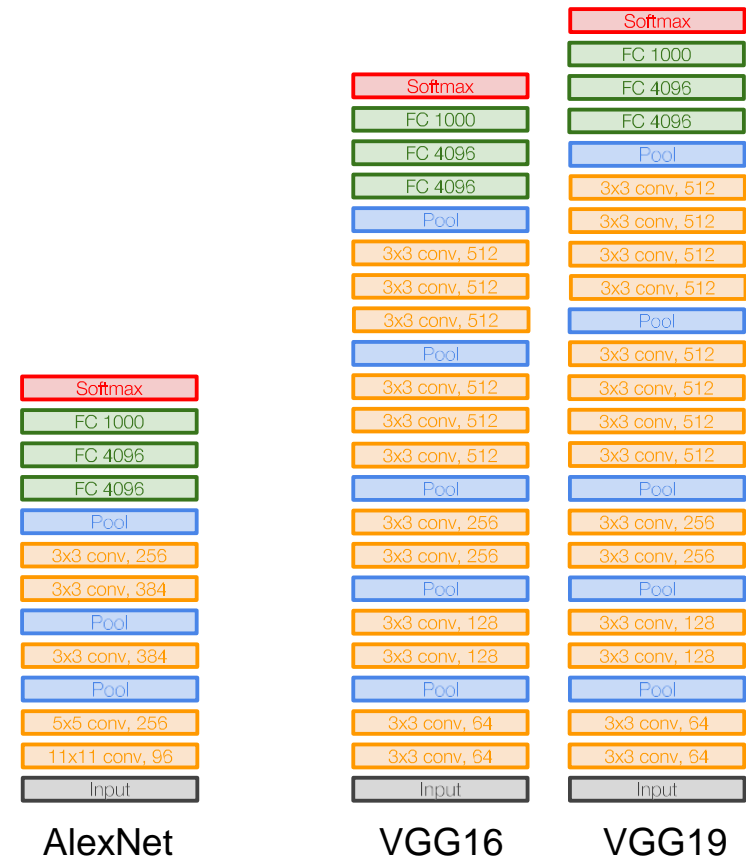 Softmax
FC 1000
FC 4096
FC 4096
Pool
3x3 conv, 256
3x3 conv, 384
Pool
3x3 conv, 384
Pool
5x5 conv, 256
11x11 conv, 96
Input
AlexNet
Softmax
FC 1000
FC 4096
FC 4096
Pool
3x3 conv, 512
3x3 conv, 512
3x3 conv, 512
Pool
3x3 conv, 512
3x3 conv, 512
3x3 conv, 512
Pool
3x3 conv, 256
3x3 conv, 256
Pool
3x3 conv, 128
3x3 conv, 128
Pool
3x3 conv, 64
3x3 conv, 64
Input
VGG16
Softmax
FC 1000
FC 4096
FC 4096
Pool
3x3 conv, 512
3x3 conv, 512
3x3 conv, 512
3x3 conv, 512
Pool
3x3 conv, 512
3x3 conv, 512
3x3 conv, 512
3x3 conv, 512
Pool
3x3 conv, 256
3x3 conv, 256
Pool
3x3 conv, 128
3x3 conv, 128
Pool
3x3 conv, 64
3x3 conv, 64
Input
VGG19